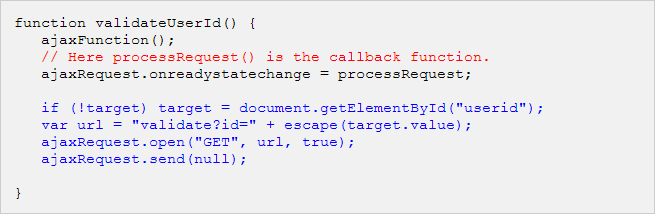 function validateUserId() {
   ajaxFunction();
   // Here processRequest() is the callback function.
   ajaxRequest.onreadystatechange = processRequest;

   if (!target) target = document.getElementById("userid");
   var url = "validate?id=" + escape(target.value);
   ajaxRequest.open("GET", url, true);
   ajaxRequest.send(null);

}